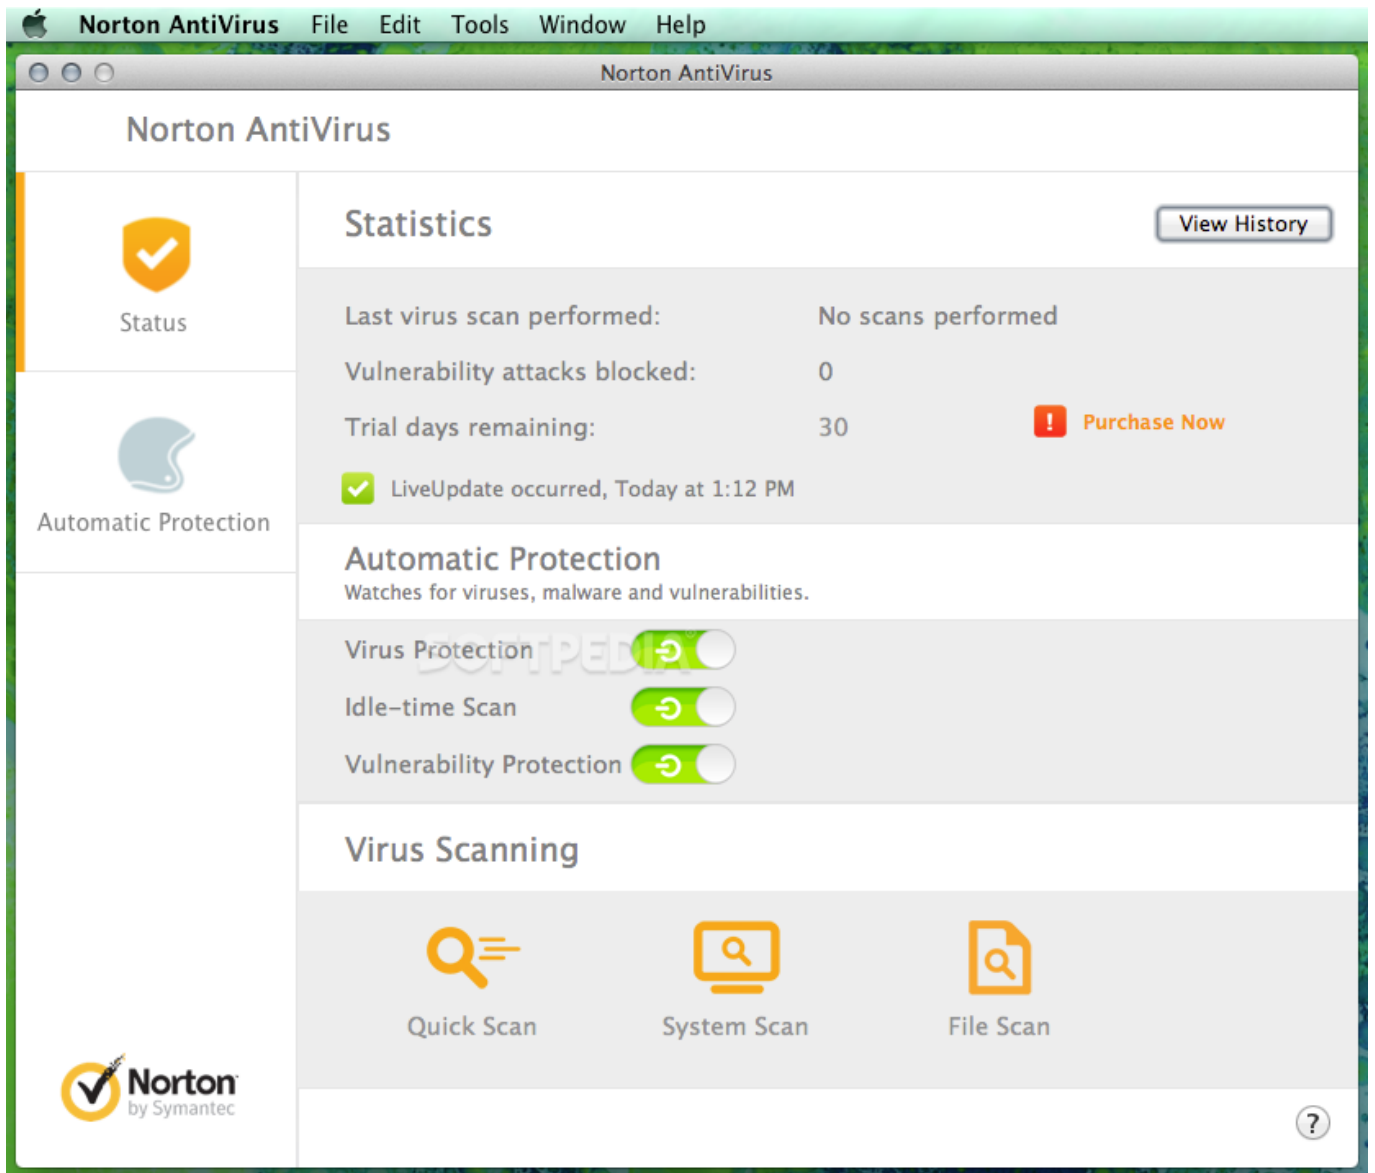 Norton AntiVirus File Edit Tools Window Help
Norton AntiVirus
Norton AntiVirus
Statistics View History
Status
Last virus scan performed: No scans performed
Vulnerability attacks blocked: 0
Trial days remaining: 30 ! Purchase Now
LiveUpdate occurred, Today at 1:12 PM
Automatic Protection
Automatic Protection
Watches for viruses, malware and vulnerabilities.
SOFTPEDIA®
Virus Protection
Idle-time Scan
Vulnerability Protection
Virus Scanning
Quick Scan System Scan File Scan
Norton
by Symantec
?